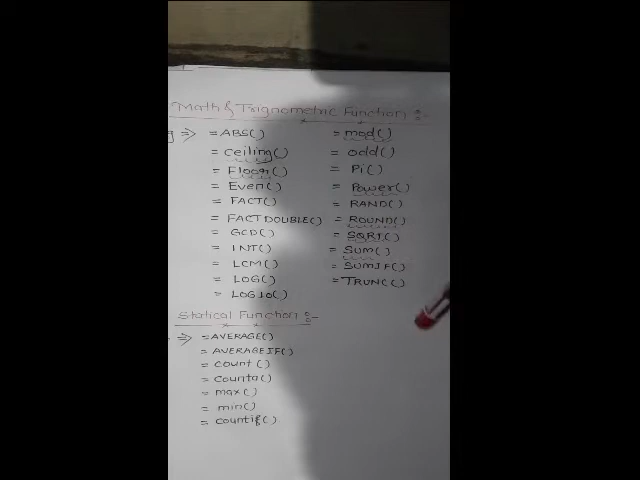 Math & Trignometric Function :-
⇒ = ABS()
= ceiling()
= Floor()
= Even()
= FACT()
= FACTDOUBLE()
= GCD()
= INT()
= LCM()
= LOG()
= LOG10()
= mod()
= odd()
= Pi()
= Power()
= RAND()
= ROUND()
= SQRT()
= SUM()
= SUMIF()
= TRUNC()
Statical Function :-
⇒ = AVERAGE()
= AVERAGEIF()
= count()
= counta()
= max()
= min()
= countif()